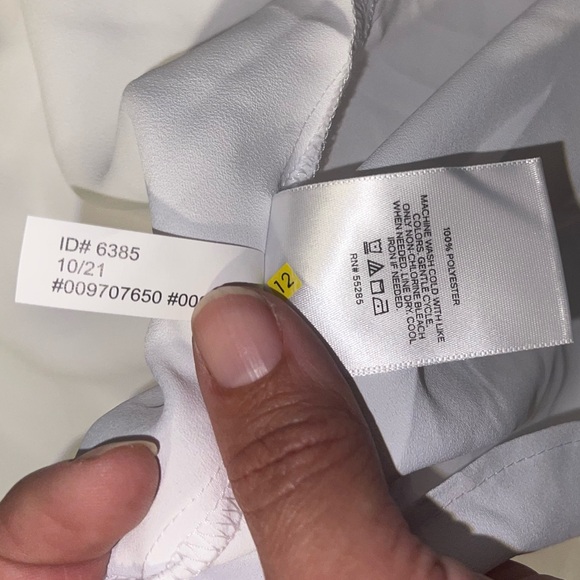 ID# 6385
10/21
#009707650
12
100% POLYESTER
MACHINE WASH COLD WITH LIKE
COLORS. GENTLE CYCLE.
ONLY NON-CHLORINE BLEACH
WHEN NEEDED. LINE DRY. COOL
IRON IF NEEDED.
RN# 55285